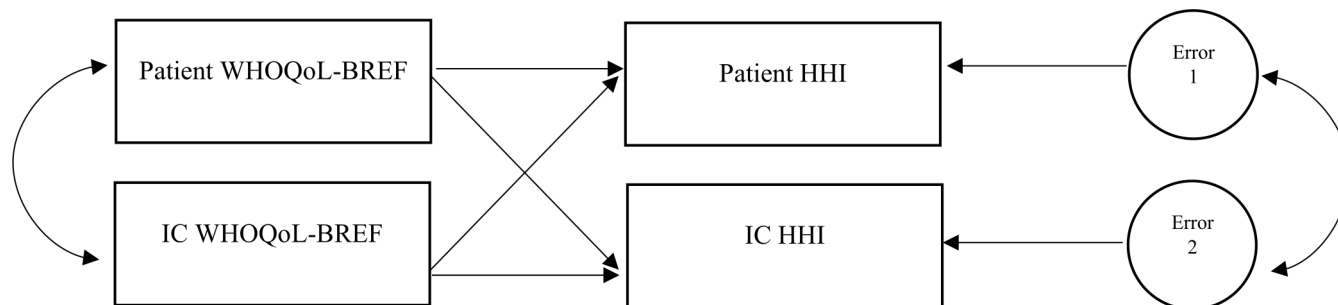 Patient WHOQoL-BREF
Patient HHI
Error
1
IC WHOQoL-BREF
IC HHI
Error
2